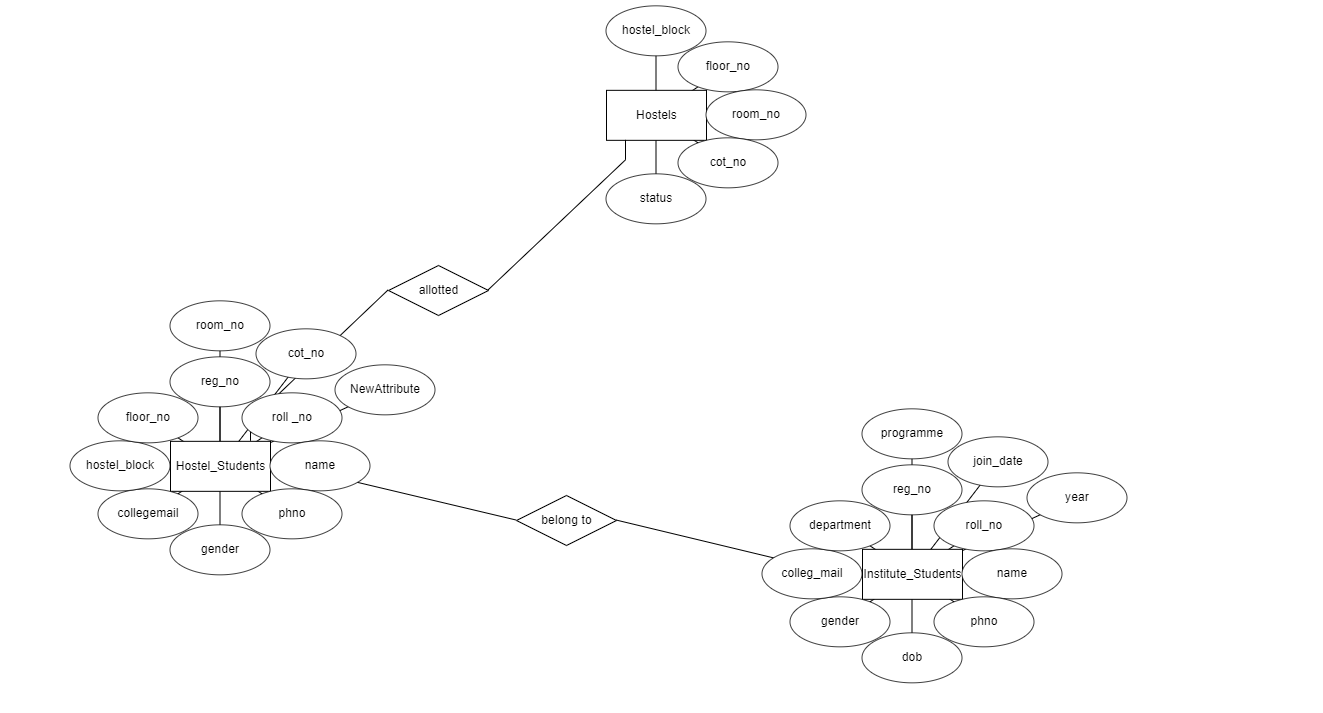 hostel_block
floor_no
Hostels
room_no
cot_no
status
allotted
room_no
cot_no
reg_no
NewAttribute
floor_no
roll _no
hostel_block
Hostel_Students
name
collegemail
phno
gender
belong to
programme
join_date
reg_no
year
department
roll_no
colleg_mail
Institute_Students
name
gender
phno
dob